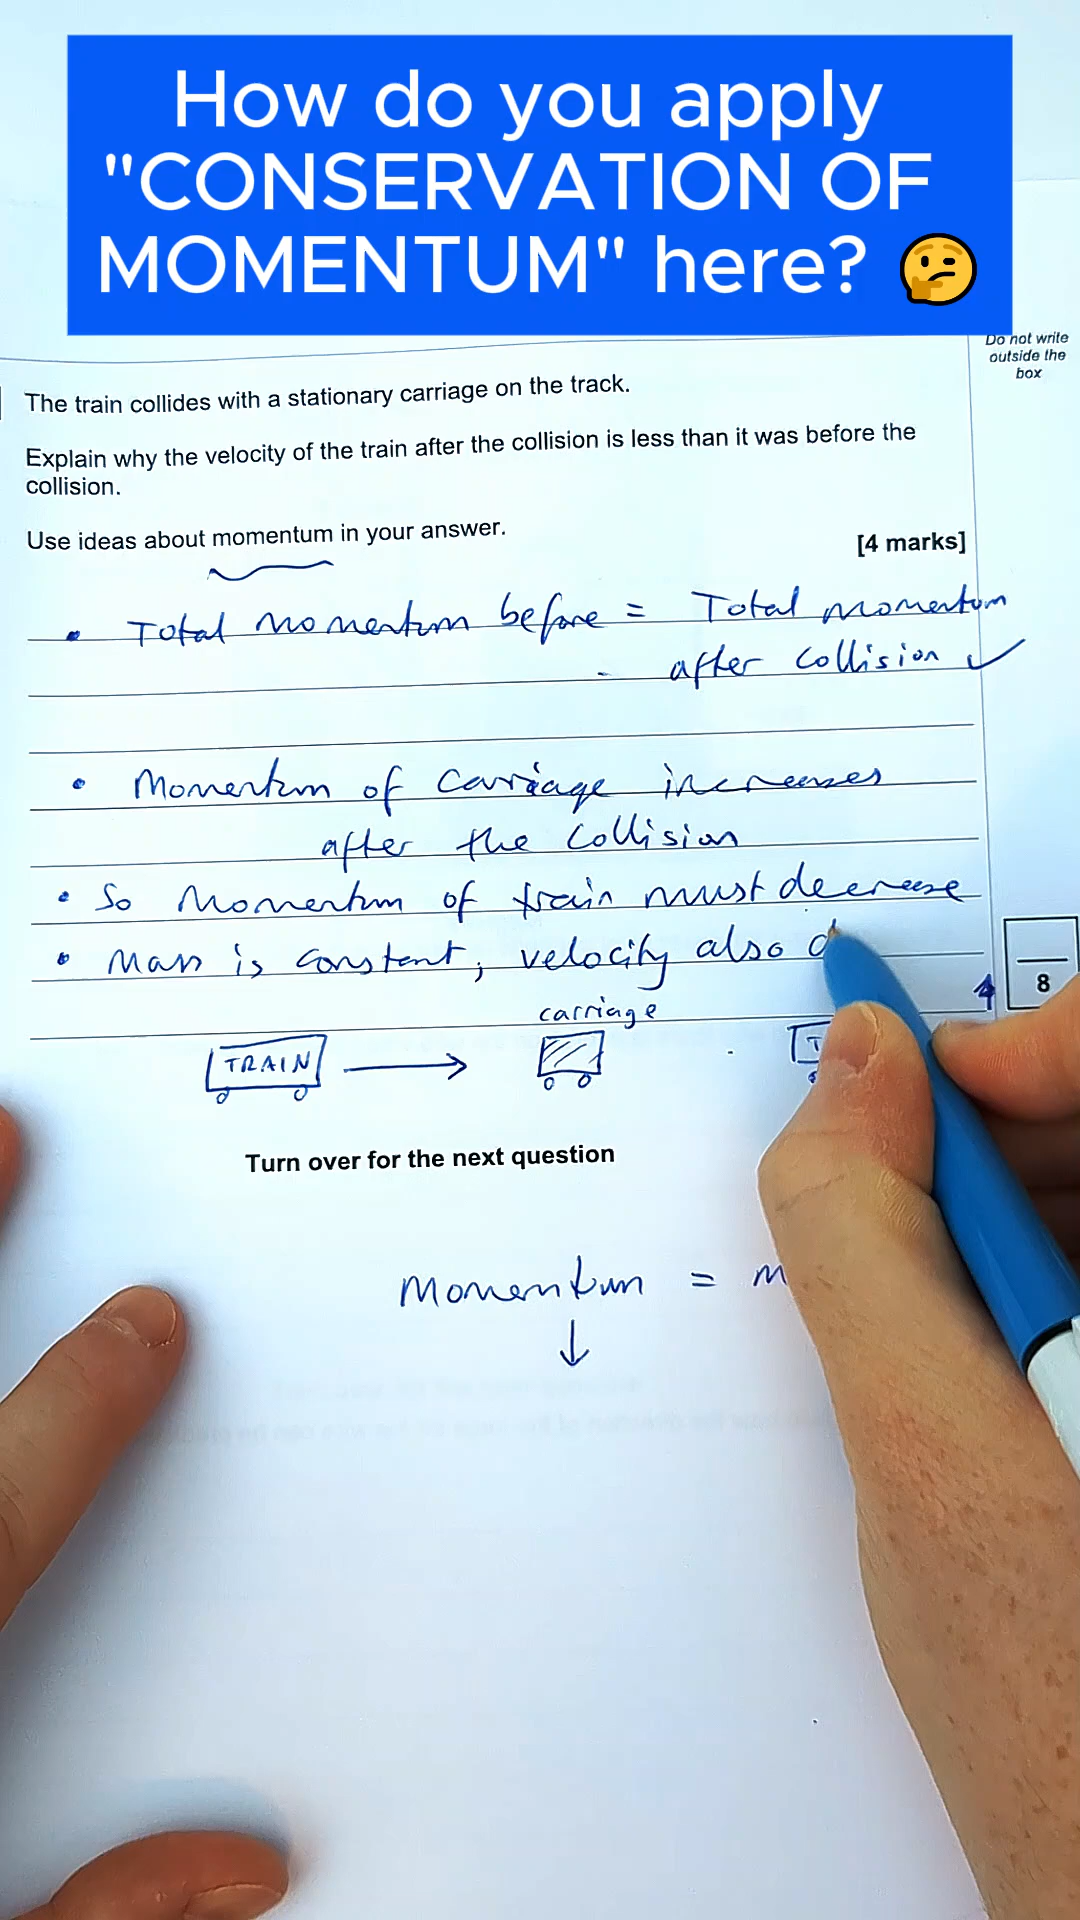 How do you apply
"CONSERVATION OF
MOMENTUM" here? 🤔
Do not write
outside the
box
The train collides with a stationary carriage on the track.
Explain why the velocity of the train after the collision is less than it was before the
collision.
Use ideas about momentum in your answer.
[4 marks]
• Total momentum before = Total momentum
after collision ✓
• Momentum of carriage increases
after the collision
• So momentum of train must decrease
• Mass is constant, velocity also d
8
carriage
TRAIN
T
Turn over for the next question
Momentum = m
↓